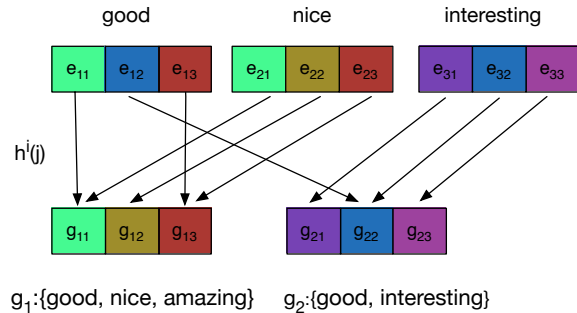 good nice interesting
e11 e12 e13 e21 e22 e23 e31 e32 e33
h^i(j)
g11 g12 g13 g21 g22 g23
g1:{good, nice, amazing} g2:{good, interesting}